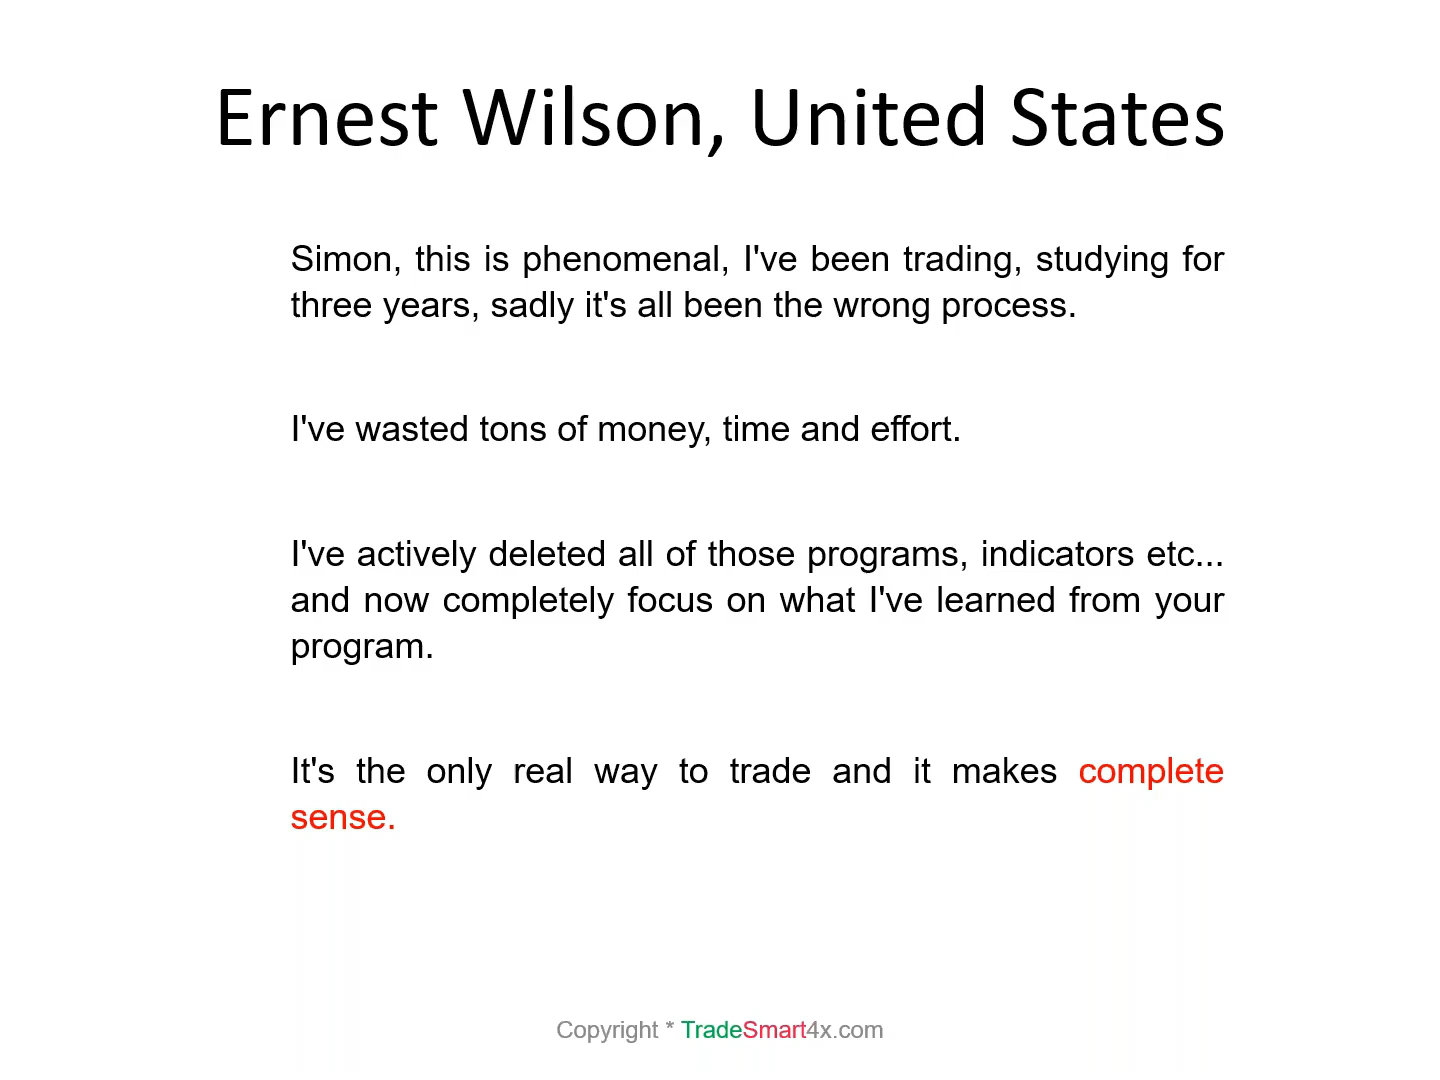 Ernest Wilson, United States
Simon, this is phenomenal, I've been trading, studying for
three years, sadly it's all been the wrong process.
I've wasted tons of money, time and effort.
I've actively deleted all of those programs, indicators etc...
and now completely focus on what I've learned from your
program.
It's the only real way to trade and it makes complete
sense.
Copyright * TradeSmart4x.com